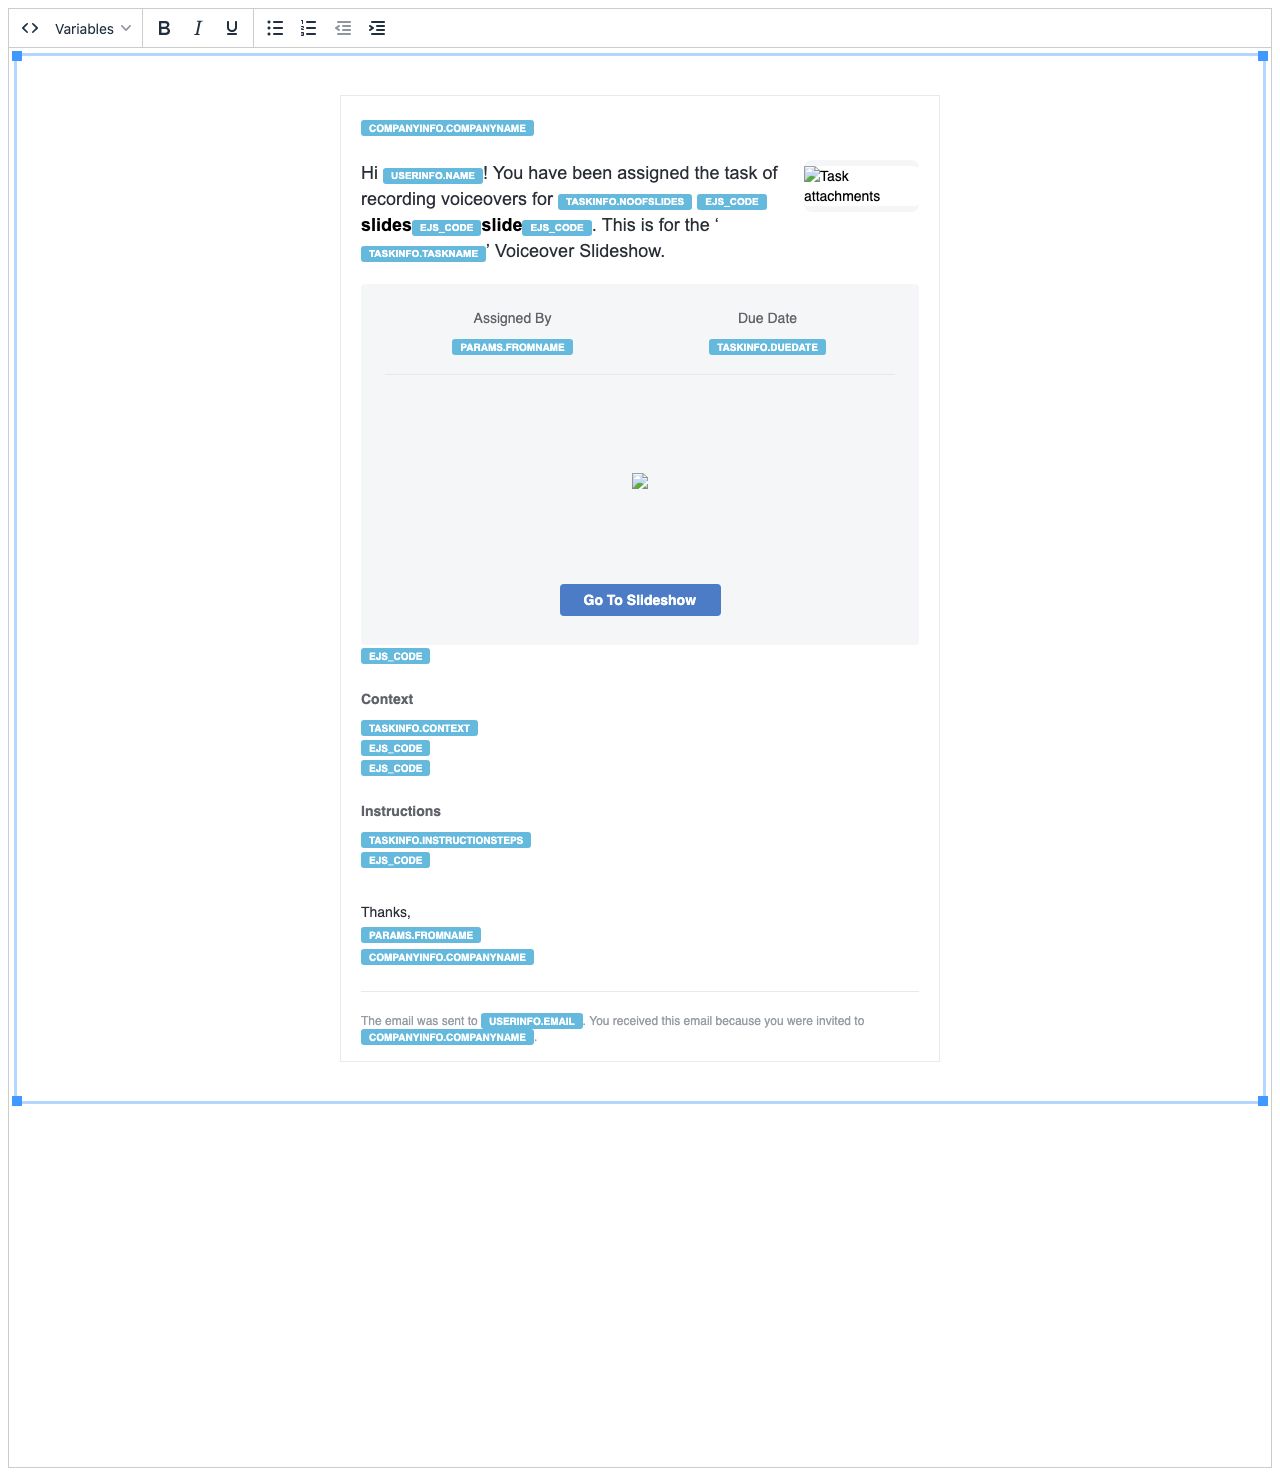 Variables B I U
COMPANYINFO.COMPANYNAME
Hi USERINFO.NAME! You have been assigned the task of
recording voiceovers for TASKINFO.NOOFSLIDES EJS_CODE
slides EJS_CODE slide EJS_CODE. This is for the ‘
TASKINFO.TASKNAME’ Voiceover Slideshow.
Task
attachments
Assigned By Due Date
PARAMS.FROMNAME TASKINFO.DUEDATE
Go To Slideshow
EJS_CODE
Context
TASKINFO.CONTEXT
EJS_CODE
EJS_CODE
Instructions
TASKINFO.INSTRUCTIONSTEPS
EJS_CODE
Thanks,
PARAMS.FROMNAME
COMPANYINFO.COMPANYNAME
The email was sent to USERINFO.EMAIL. You received this email because you were invited to
COMPANYINFO.COMPANYNAME.